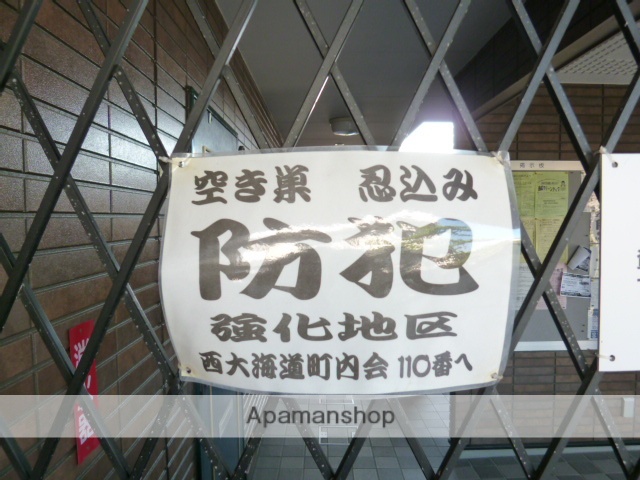 空き巣 忍込み
防犯
強化地区
西大海道町内会 110番へ
Apamanshop